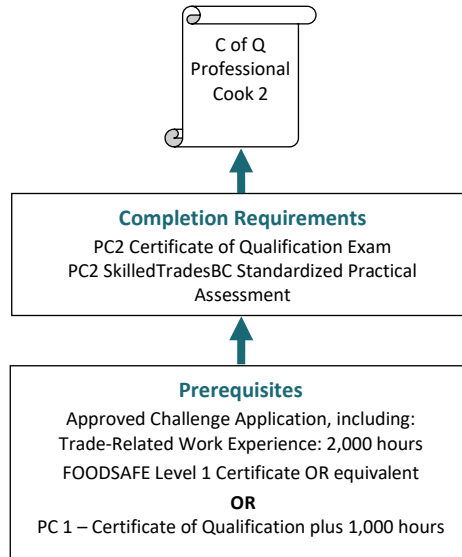 C of Q
Professional
Cook 2
Completion Requirements
PC2 Certificate of Qualification Exam
PC2 SkilledTradesBC Standardized Practical
Assessment
Prerequisites
Approved Challenge Application, including:
Trade-Related Work Experience: 2,000 hours
FOODSAFE Level 1 Certificate OR equivalent
OR
PC 1 – Certificate of Qualification plus 1,000 hours